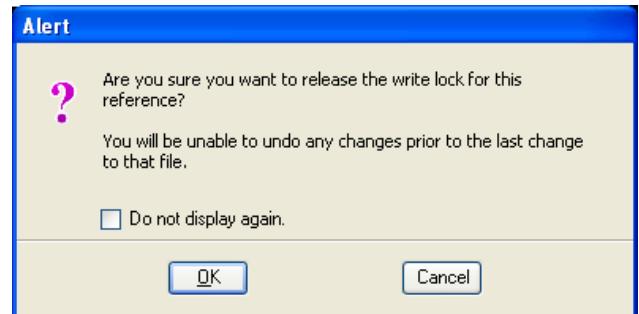 Alert
Are you sure you want to release the write lock for this
reference?
You will be unable to undo any changes prior to the last change
to that file.
Do not display again.
OK
Cancel